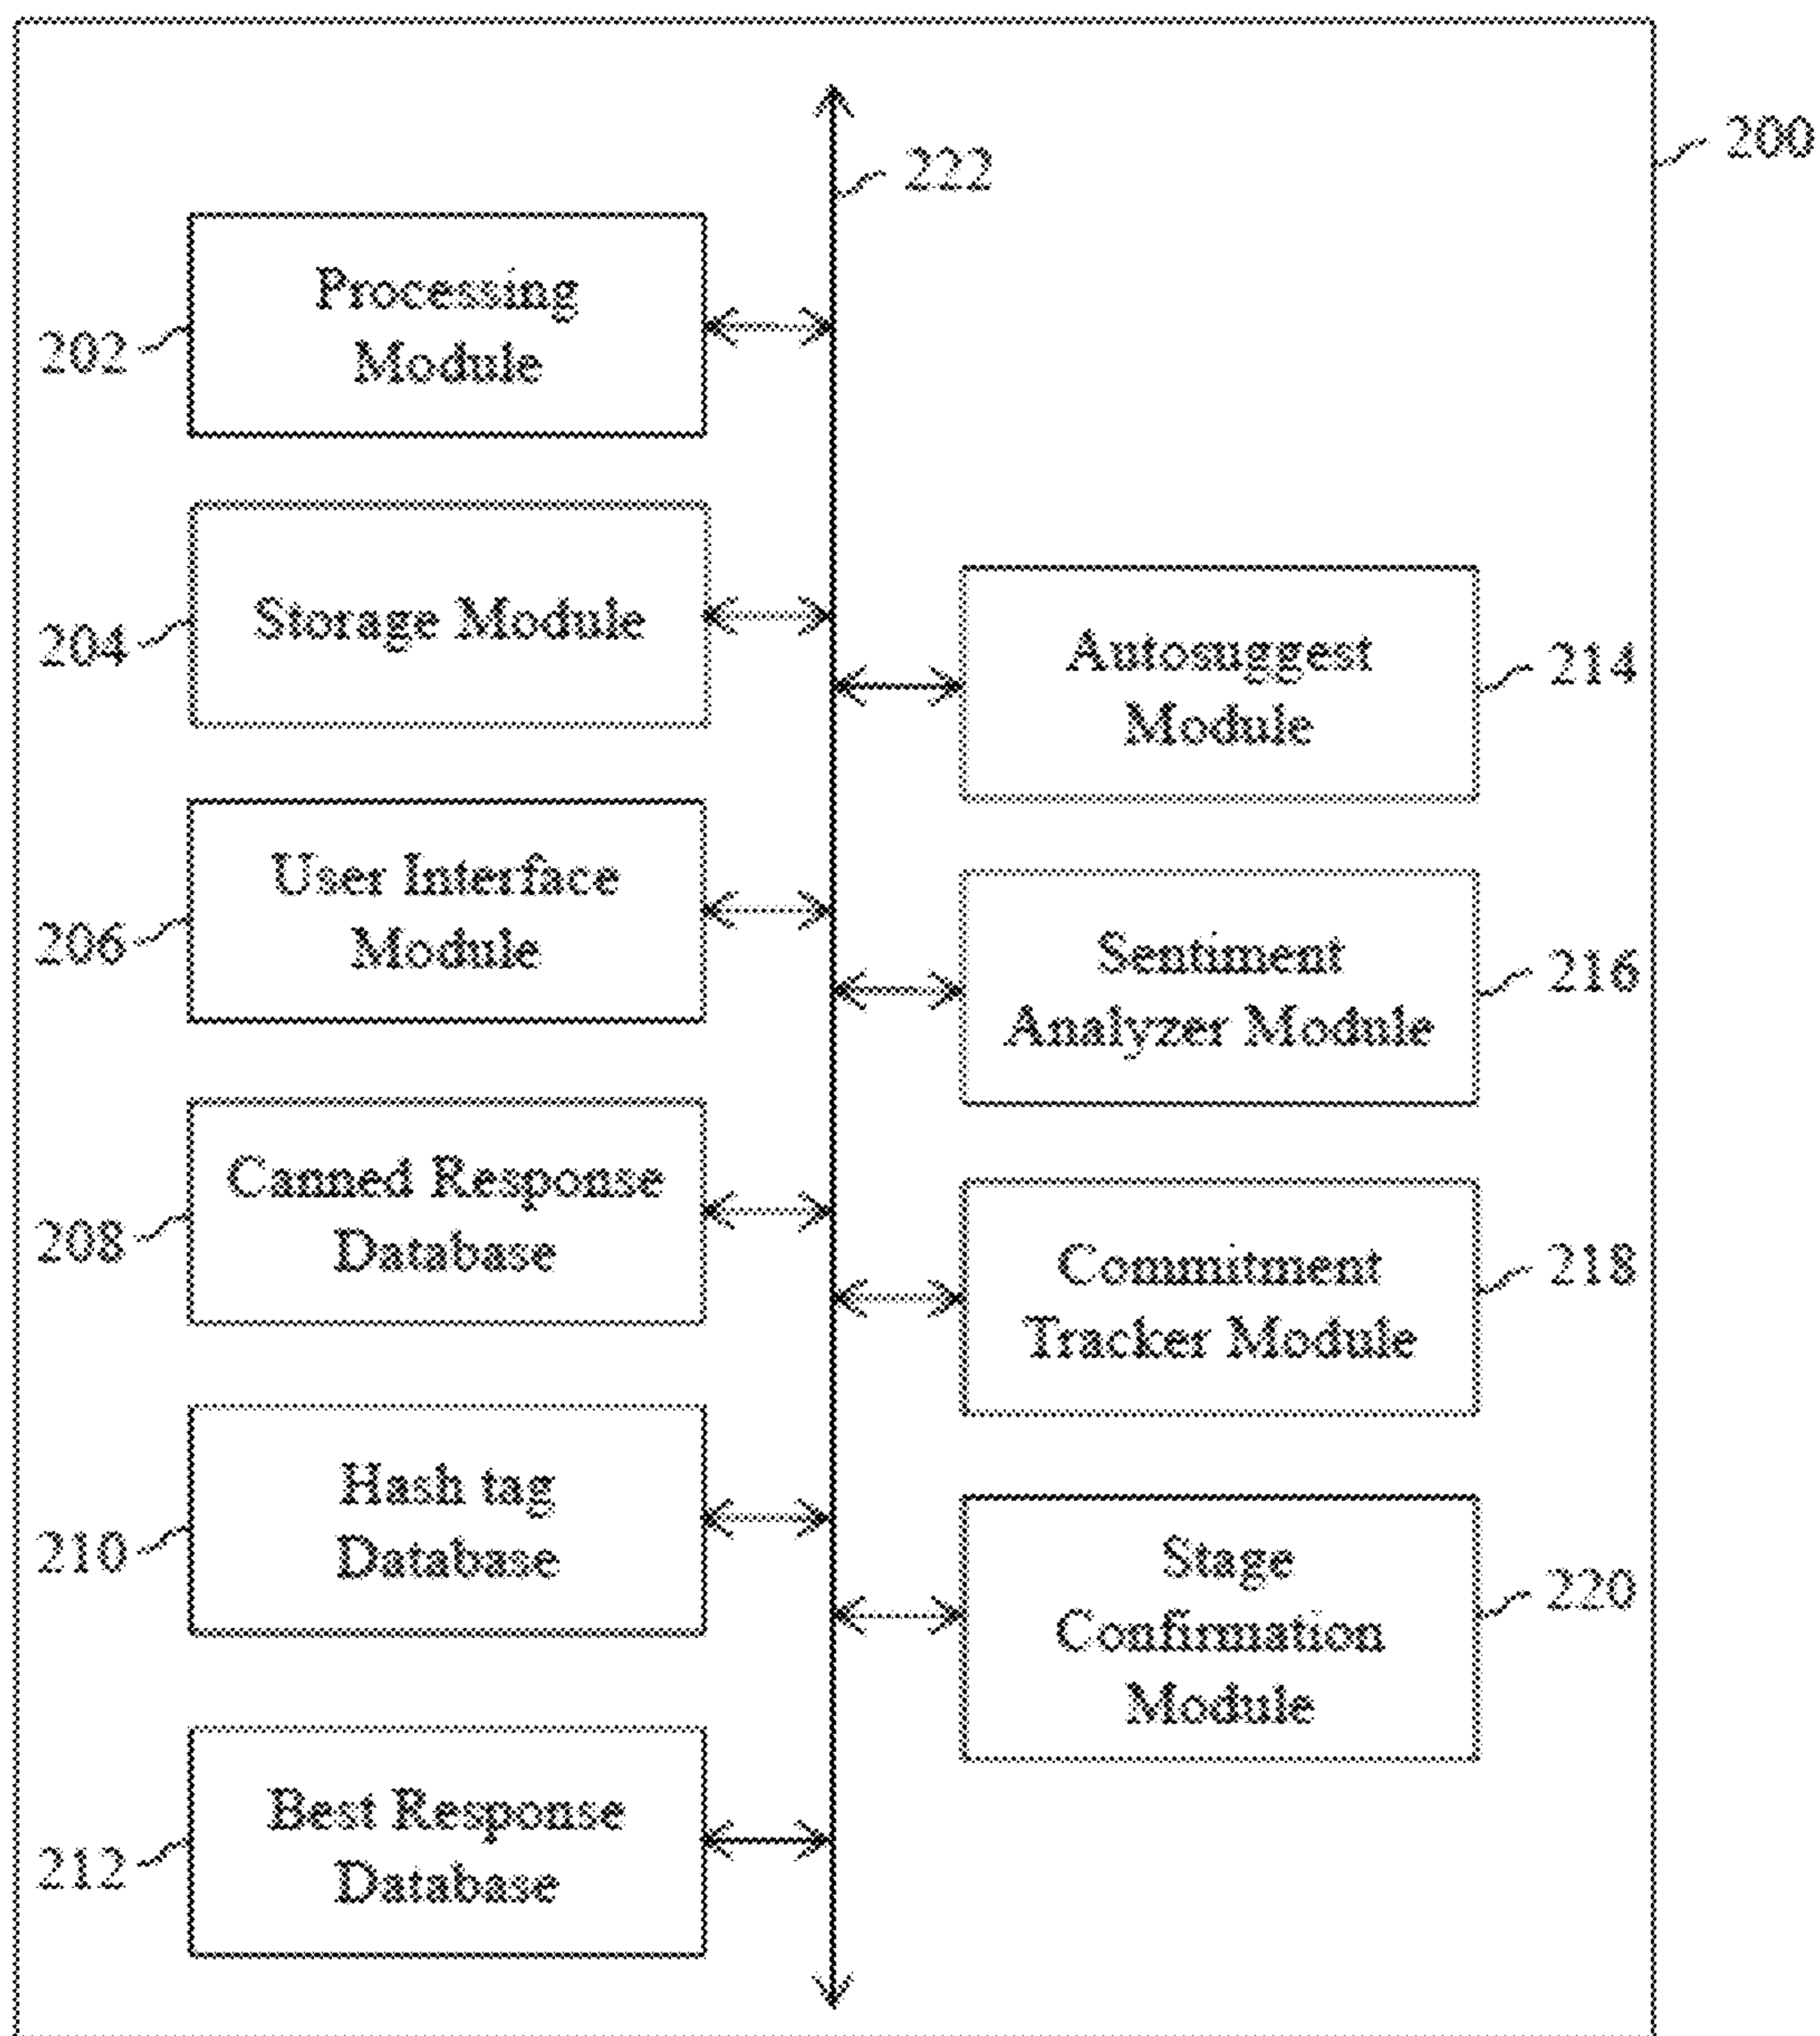 200
222
Processing
Module
202
Storage Module
204
User Interface
Module
206
Canned Response
Database
208
Hash tag
Database
210
Best Response
Database
212
Autosuggest
Module
214
Sentiment
Analyzer Module
216
Commitment
Tracker Module
218
Stage
Confirmation
Module
220